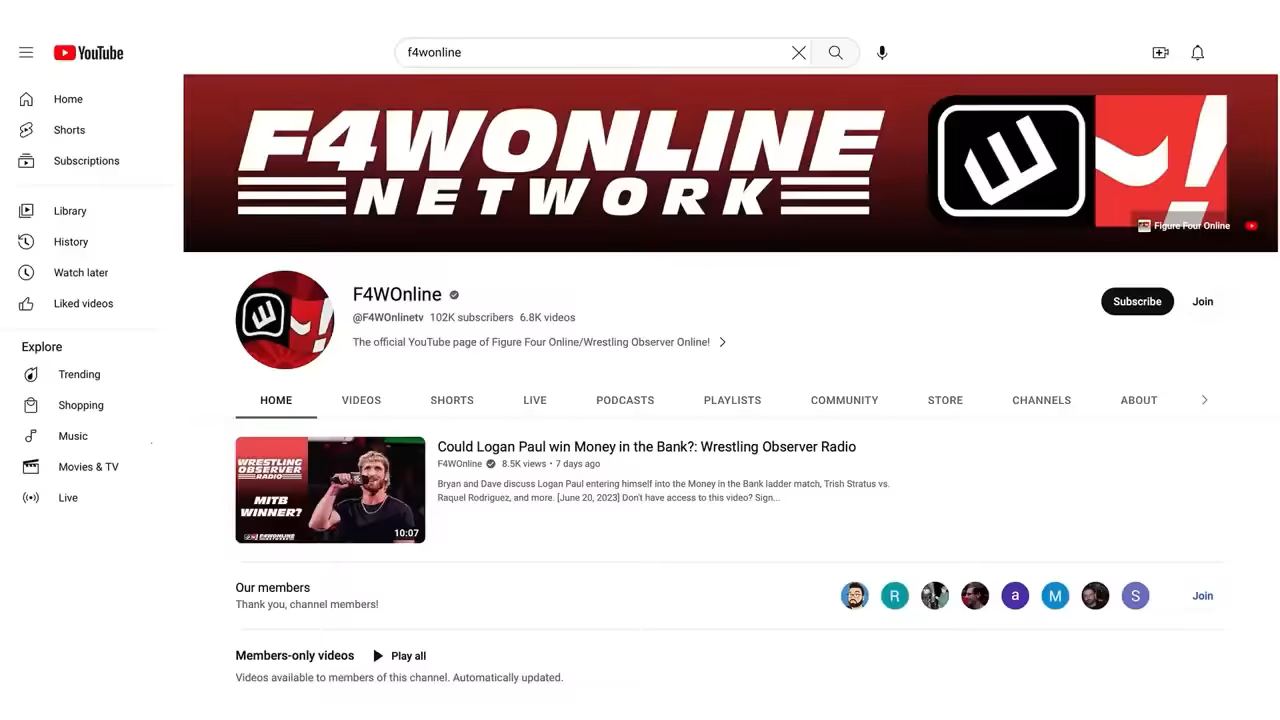 YouTube
f4wonline
Home
Shorts
Subscriptions
Library
History
Watch later
Liked videos
Explore
Trending
Shopping
Music
Movies & TV
Live
F4WONLINE
NETWORK
Figure Four Online
F4WOnline
@F4WOnlinetv 102K subscribers 6.8K videos
The official YouTube page of Figure Four Online/Wrestling Observer Online!
Subscribe
Join
HOME VIDEOS SHORTS LIVE PODCASTS PLAYLISTS COMMUNITY STORE CHANNELS ABOUT
WRESTLING
OBSERVER
RADIO
MITB
WINNER?
F4WONLINE
NETWORK
10:07
Could Logan Paul win Money in the Bank?: Wrestling Observer Radio
F4WOnline 8.5K views • 7 days ago
Bryan and Dave discuss Logan Paul entering himself into the Money in the Bank ladder match, Trish Stratus vs.
Raquel Rodriguez, and more. [June 20, 2023] Don't have access to this video? Sign...
Our members
Thank you, channel members!
R
a
M
S
Join
Members-only videos Play all
Videos available to members of this channel. Automatically updated.